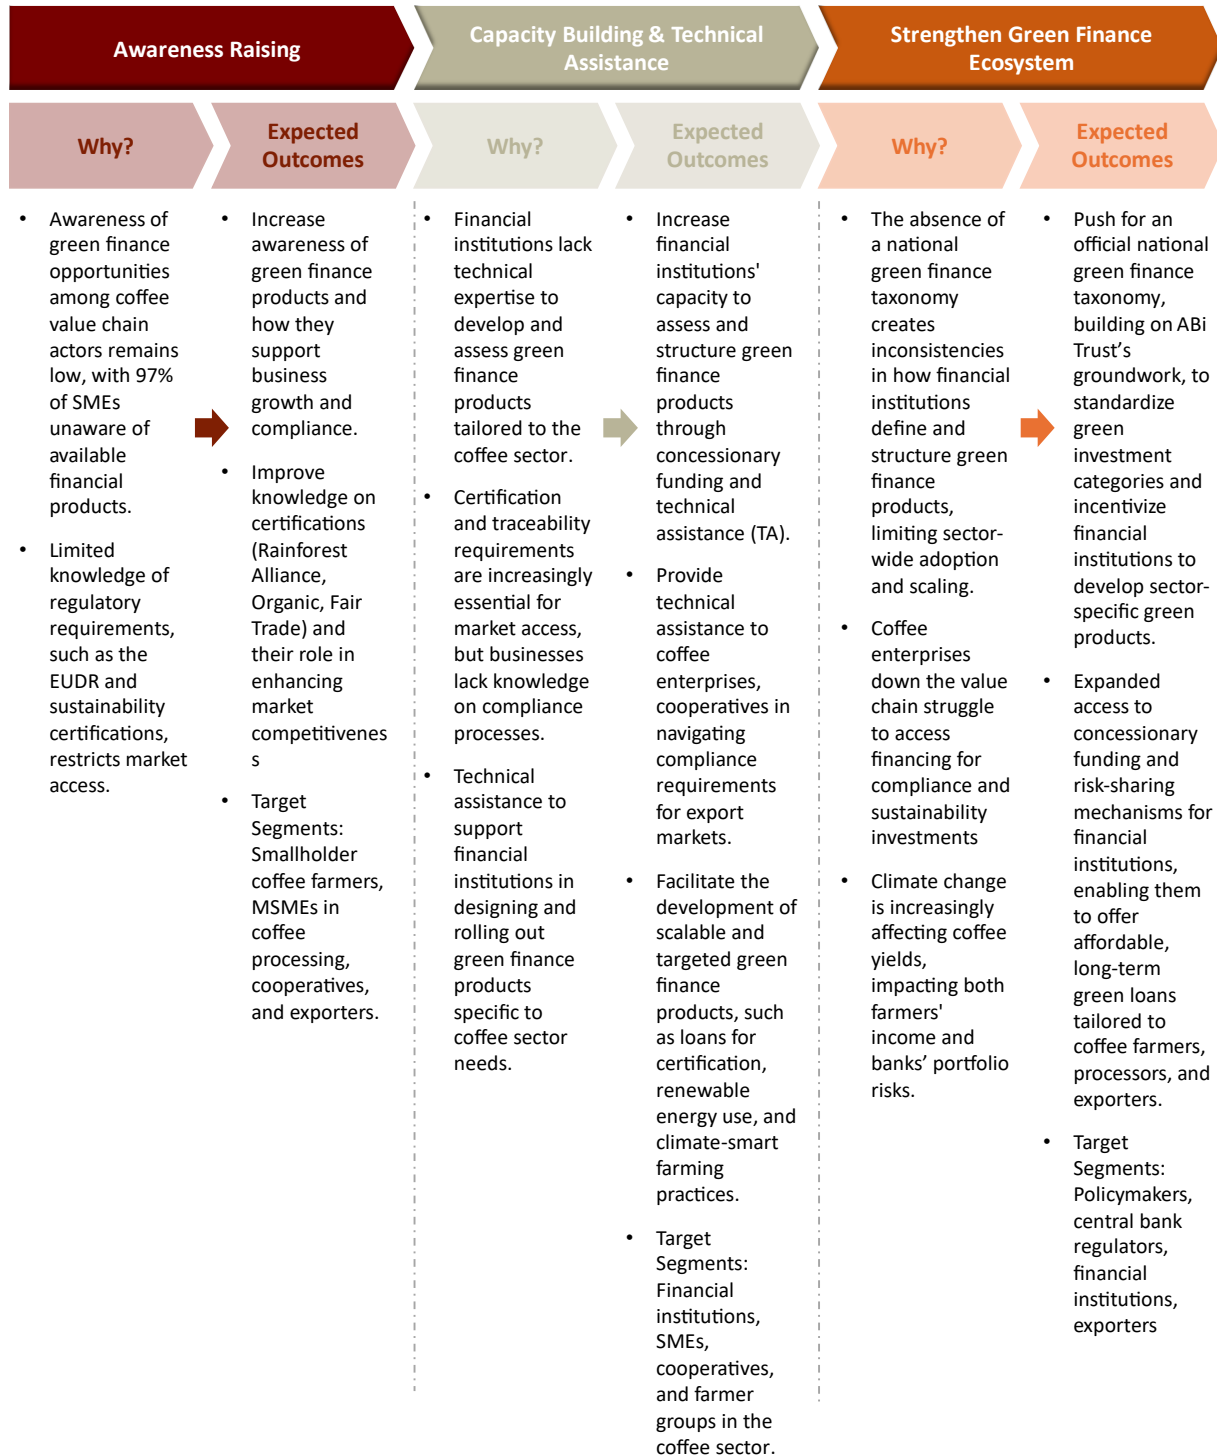 Awareness Raising
Capacity Building & Technical
Assistance
Strengthen Green Finance
Ecosystem
Why?
Expected
Outcomes
Why?
Expected
Outcomes
Why?
Expected
Outcomes
• Awareness of
green finance
opportunities
among coffee
value chain
actors remains
low, with 97%
of SMEs
unaware of
available
financial
products.
• Limited
knowledge of
regulatory
requirements,
such as the
EUDR and
sustainability
certifications,
restricts market
access.
• Increase
awareness of
green finance
products and
how they
support
business
growth and
compliance.
• Improve
knowledge on
certifications
(Rainforest
Alliance,
Organic, Fair
Trade) and
their role in
enhancing
market
competitivenes
s
• Target
Segments:
Smallholder
coffee farmers,
MSMEs in
coffee
processing,
cooperatives,
and exporters.
• Financial
institutions lack
technical
expertise to
develop and
assess green
finance
products
tailored to the
coffee sector.
• Certification
and traceability
requirements
are increasingly
essential for
market access,
but businesses
lack knowledge
on compliance
processes.
• Technical
assistance to
support
financial
institutions in
designing and
rolling out
green finance
products
specific to
coffee sector
needs.
• Increase
financial
institutions'
capacity to
assess and
structure green
finance
products
through
concessionary
funding and
technical
assistance (TA).
• Provide
technical
assistance to
coffee
enterprises,
cooperatives in
navigating
compliance
requirements
for export
markets.
• Facilitate the
development of
scalable and
targeted green
finance
products, such
as loans for
certification,
renewable
energy use, and
climate-smart
farming
practices.
• Target
Segments:
Financial
institutions,
SMEs,
cooperatives,
and farmer
groups in the
coffee sector.
• The absence of
a national
green finance
taxonomy
creates
inconsistencies
in how financial
institutions
define and
structure green
finance
products,
limiting sector-
wide adoption
and scaling.
• Coffee
enterprises
down the value
chain struggle
to access
financing for
compliance and
sustainability
investments
• Climate change
is increasingly
affecting coffee
yields,
impacting both
farmers'
income and
banks’ portfolio
risks.
• Push for an
official national
green finance
taxonomy,
building on ABi
Trust’s
groundwork, to
standardize
green
investment
categories and
incentivize
financial
institutions to
develop sector-
specific green
products.
• Expanded
access to
concessionary
funding and
risk-sharing
mechanisms for
financial
institutions,
enabling them
to offer
affordable,
long-term
green loans
tailored to
coffee farmers,
processors, and
exporters.
• Target
Segments:
Policymakers,
central bank
regulators,
financial
institutions,
exporters